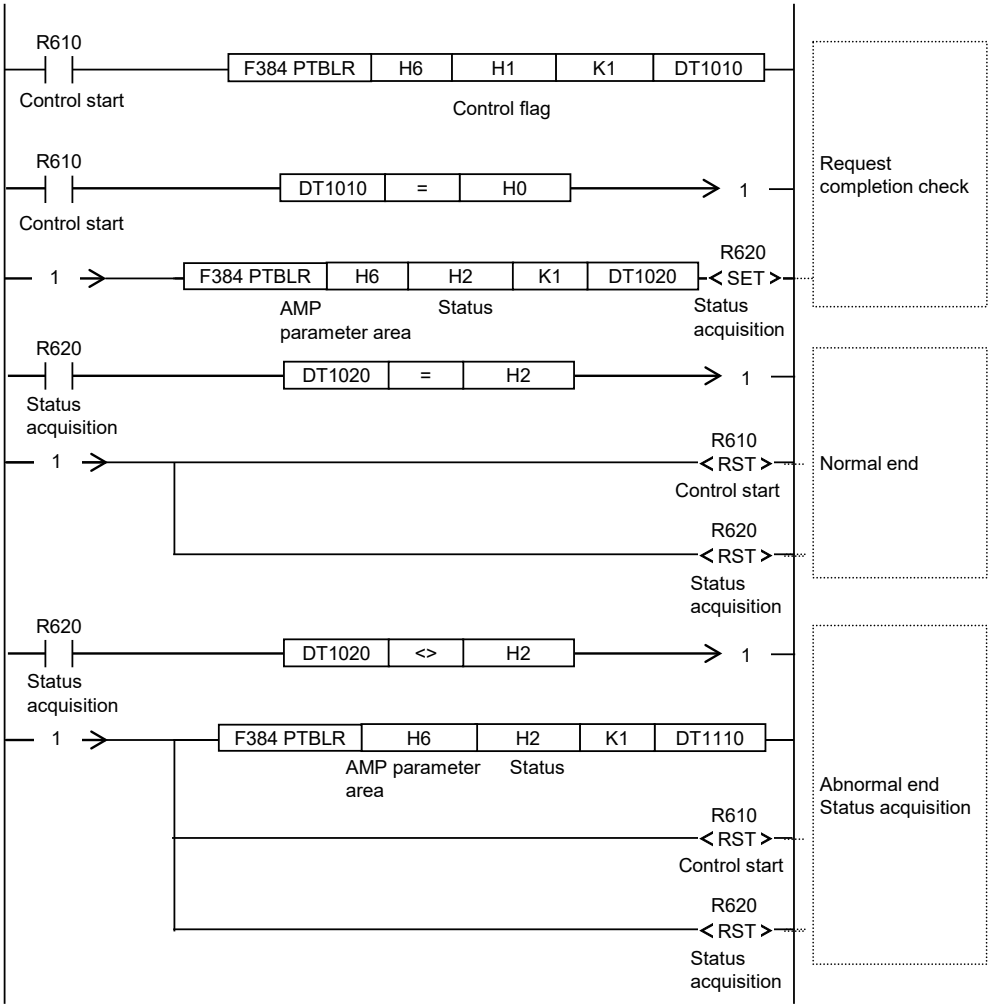 R610
F384 PTBLR H6 H1 K1 DT1010
Control start
Control flag
R610
DT1010 = H0 1
Control start
R620
1 F384 PTBLR H6 H2 K1 DT1020 < SET >
AMP
parameter area
Status
Status
acquisition
Request
completion check
R620
DT1020 = H2 1
Status
acquisition
R610
1 < RST >
Control start
R620
< RST >
Status
acquisition
Normal end
R620
DT1020 <> H2 1
Status
acquisition
1 F384 PTBLR H6 H2 K1 DT1110
AMP parameter
area
Status
R610
< RST >
Control start
R620
< RST >
Status
acquisition
Abnormal end
Status acquisition